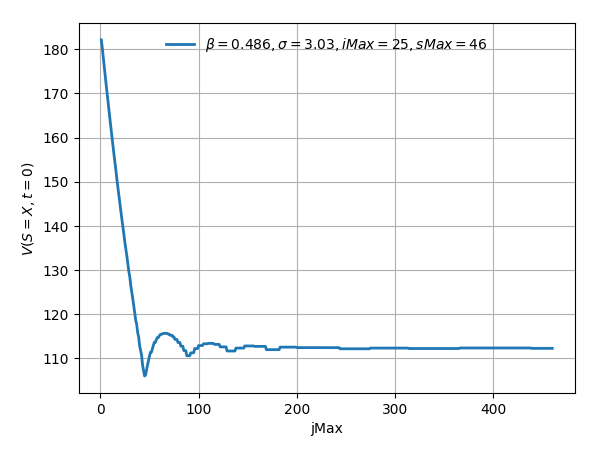 β = 0.486, σ = 3.03, iMax = 25, sMax = 46
180
170
160
150
140
130
120
110
V(S = X, t = 0)
0 100 200 300 400
jMax